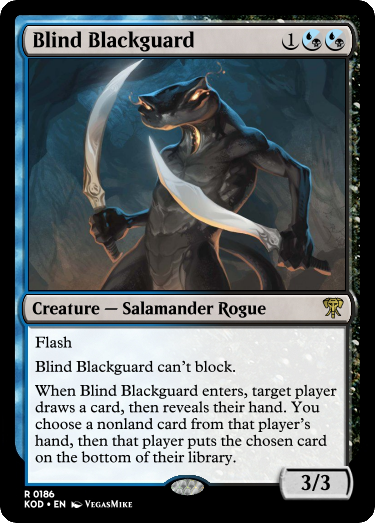 Blind Blackguard 1
Creature — Salamander Rogue
Flash
Blind Blackguard can't block.
When Blind Blackguard enters, target player
draws a card, then reveals their hand. You
choose a nonland card from that player's
hand, then that player puts the chosen card
on the bottom of their library.
3/3
R 0186
KOD • EN VegasMike